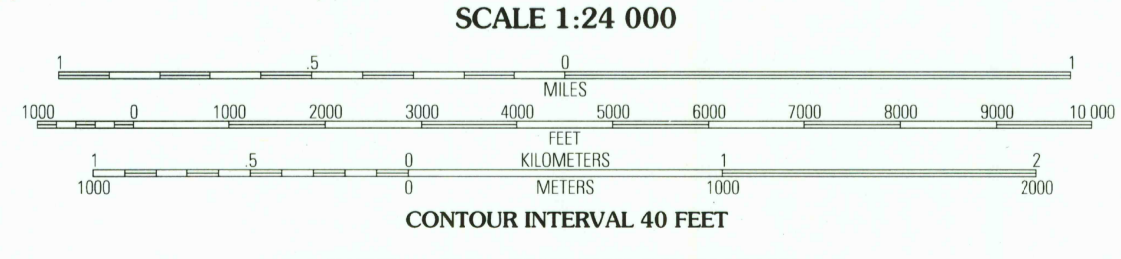 SCALE 1:24 000
1 .5 0 1
MILES
1000 0 1000 2000 3000 4000 5000 6000 7000 8000 9000 10 000
FEET
1 .5 0 KILOMETERS 1 2
1000 0 METERS 1000 2000
CONTOUR INTERVAL 40 FEET